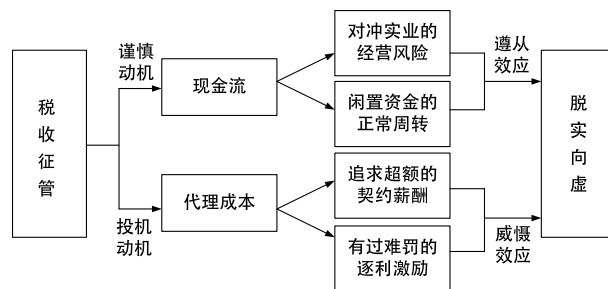 税收征管
谨慎
动机
投机
动机
现金流
代理成本
对冲实业的
经营风险
闲置资金的
正常周转
追求超额的
契约薪酬
有过难罚的
逐利激励
遵从
效应
威慑
效应
脱实向虚